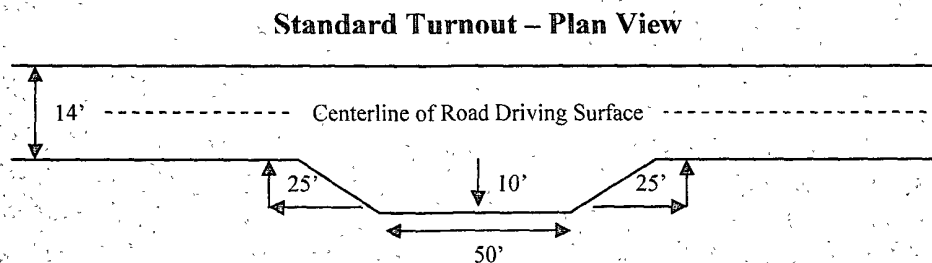 Standard Turnout – Plan View
14’
Centerline of Road Driving Surface
25’
10’
25’
50’